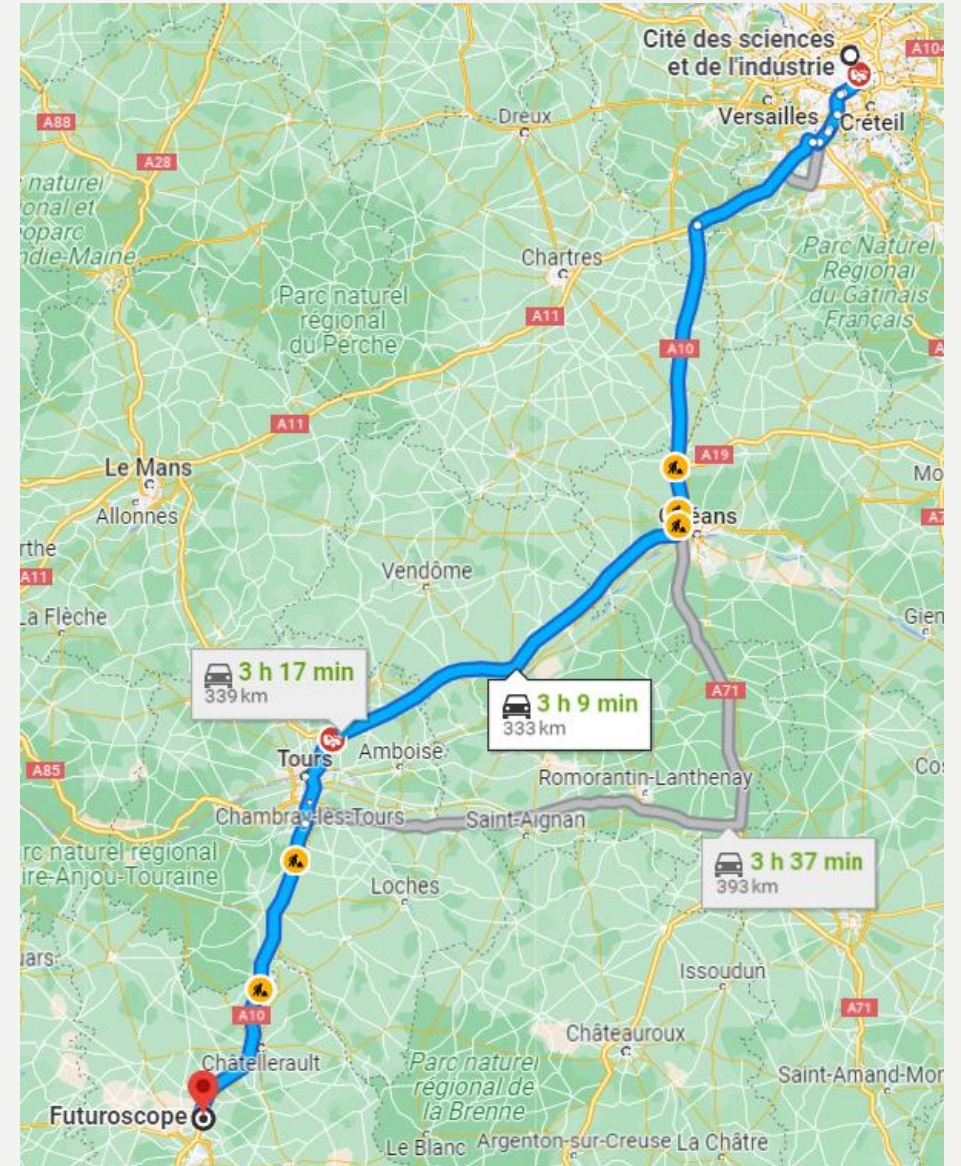 Cité des sciences
et de l'industrie
A104
Versailles
Créteil
Dreux
A88
A28
naturel
onal et
oparc
ndie-Maine
Chartres
Parc Naturel
Régional
du Gâtinais
Français
Parc naturel
régional
du Perche
A11
A10
A
A11
A19
Le Mans
Mo
Allonnes
éans
A7
rthe
A11
Vendôme
La Flèche
Gien
3 h 17 min
339 km
3 h 9 min
333 km
A71
Tours
Amboise
A85
Romorantin-Lanthenay
Cos
Chambray-lès-Tours
Saint-Aignan
rc naturel régional
ire-Anjou-Touraine
3 h 37 min
393 km
Loches
uars
Issoudun
A10
A71
Châteauroux
Châtellerault
Parc naturel
régional de
la Brenne
Saint-Amand-Mon
Futuroscope
Le Blanc
Argenton-sur-Creuse
La Châtre